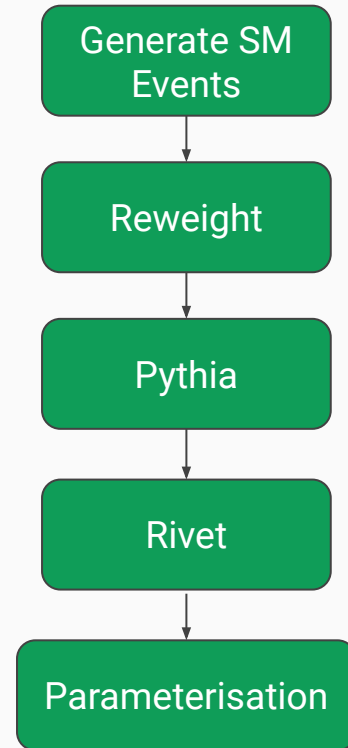 Generate SM
Events
Reweight
Pythia
Rivet
Parameterisation